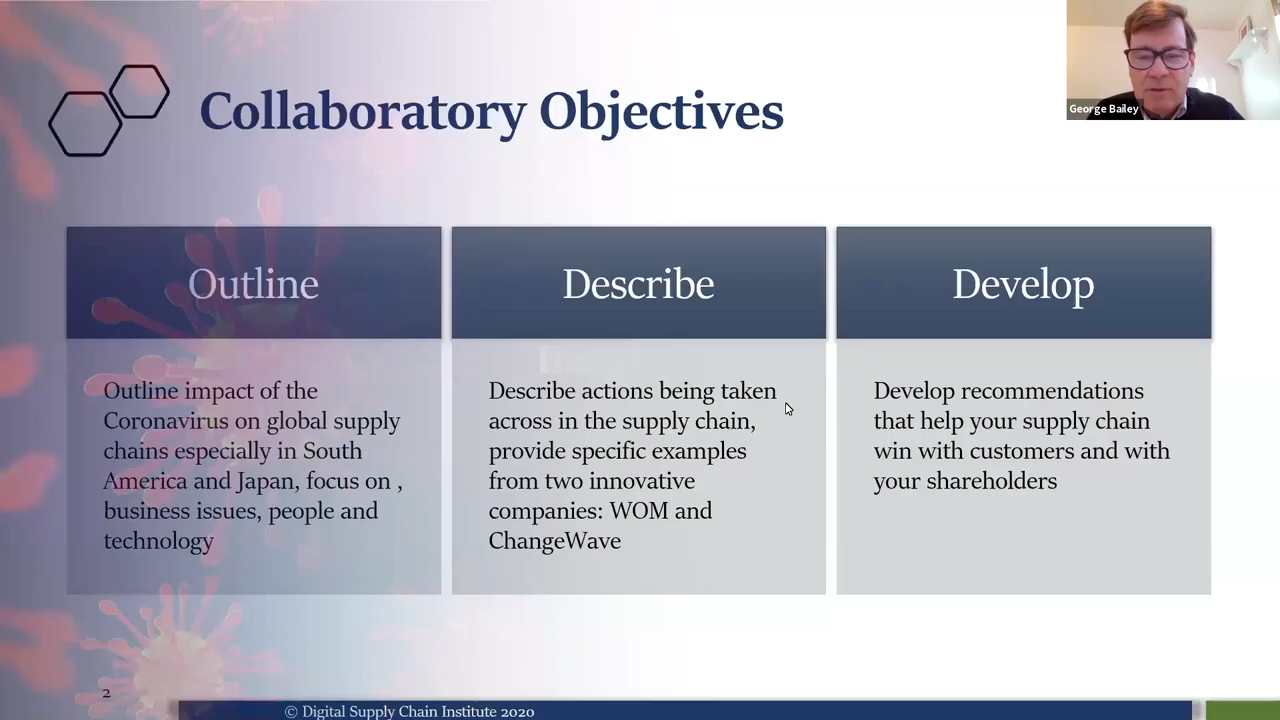 Collaboratory Objectives
George Bailey
Outline
Describe
Develop
Outline impact of the
Coronavirus on global supply
chains especially in South
America and Japan, focus on ,
business issues, people and
technology
Describe actions being taken
across in the supply chain,
provide specific examples
from two innovative
companies: WOM and
ChangeWave
Develop recommendations
that help your supply chain
win with customers and with
your shareholders
2
© Digital Supply Chain Institute 2020